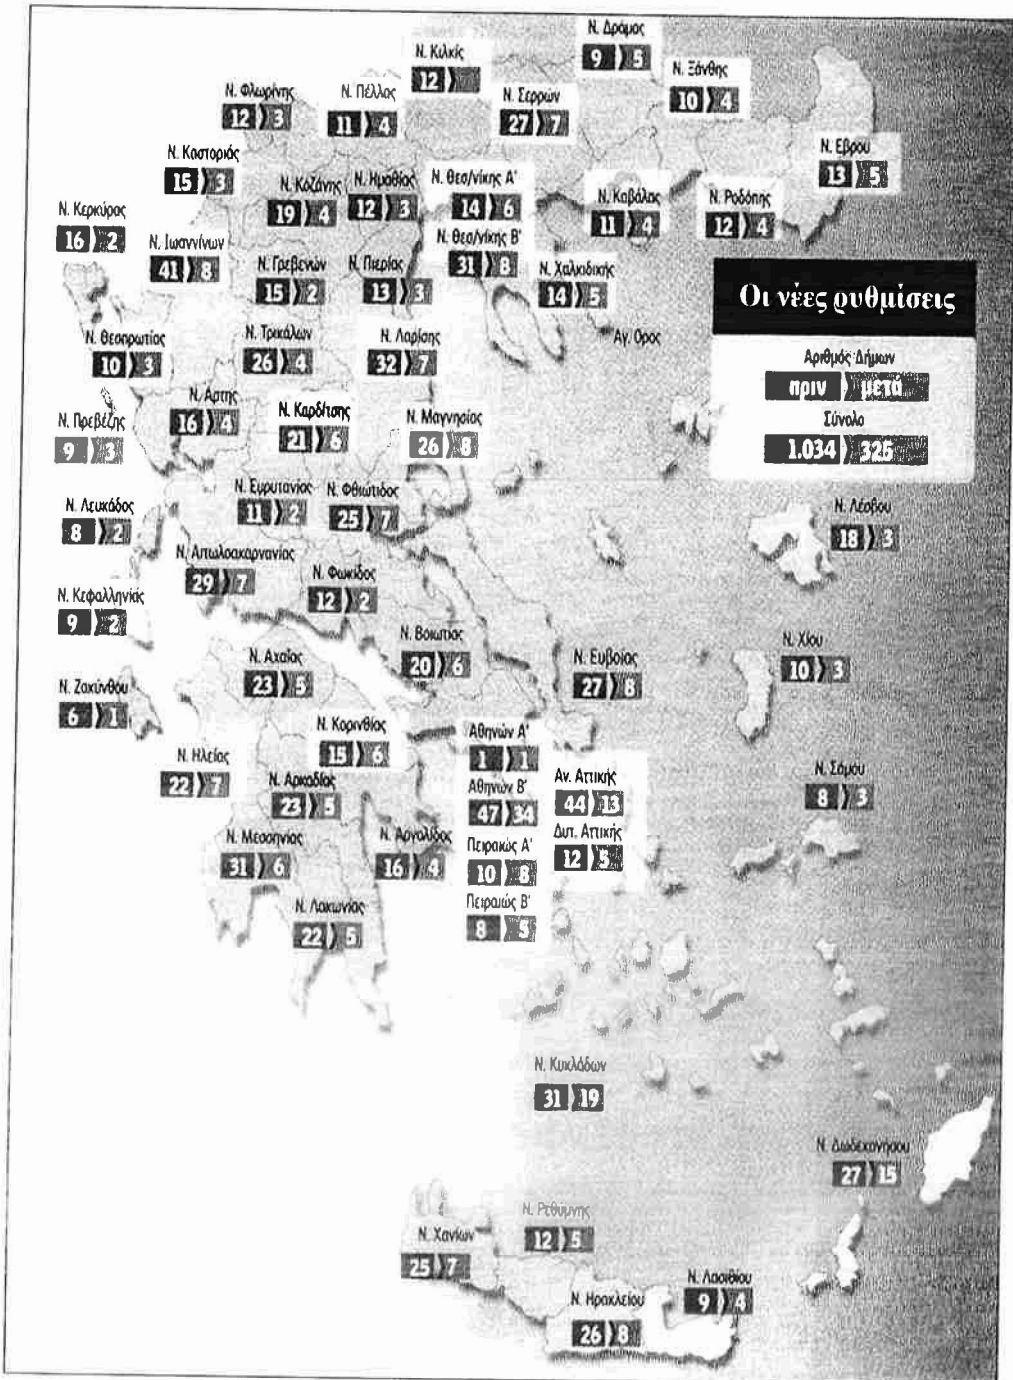 Ν. Δράμας
9 5
Ν. Κιλκίς
12
Ν. Ξάνθης
10 4
Ν. Φλωρίνης
12 3
Ν. Πέλλας
11 4
Ν. Σερρών
27 7
Ν. Έβρου
13 5
Ν. Καστοριάς
15 3
Ν. Κοζάνης
19 4
Ν. Ημαθίας
12 3
Ν. Θεσ/νίκης Α'
14 6
Ν. Καβάλας
11 4
Ν. Ροδόπης
12 4
Ν. Κερκύρας
16 2
Ν. Ιωαννίνων
41 8
Ν. Γρεβενών
15 2
Ν. Πιερίας
13 3
Ν. Θεσ/νίκης Β'
31 8
Ν. Χαλκιδικής
14 5
Οι νέες ρυθμίσεις
Αγ. Όρος
Αριθμός Δήμων
πριν μετά
Σύνολο
1.034 325
Ν. Θεσπρωτίας
10 3
Ν. Τρικάλων
26 4
Ν. Λαρίσης
32 7
Ν. Άρτης
16 4
Ν. Καρδίτσης
21 6
Ν. Μαγνησίας
26 8
Ν. Πρεβέζης
9 3
Ν. Λευκάδος
8 2
Ν. Ευρυτανίας
11 2
Ν. Φθιώτιδος
25 7
Ν. Λέσβου
18 3
Ν. Αιτωλοακαρνανίας
29 7
Ν. Φωκίδος
12 2
Ν. Κεφαλληνίας
9 2
Ν. Βοιωτίας
20 6
Ν. Αχαΐας
23 5
Ν. Ευβοίας
27 8
Ν. Χίου
10 3
Ν. Ζακύνθου
6 1
Ν. Κορινθίας
15 6
Αθηνών Α'
1 1
Ν. Ηλείας
22 7
Ν. Αρκαδίας
23 5
Αθηνών Β'
47 34
Αν. Αττικής
44 13
Ν. Σάμου
8 3
Ν. Μεσσηνίας
31 6
Ν. Αργολίδος
16 4
Πειραιώς Α'
10 8
Δυτ. Αττικής
12 5
Ν. Λακωνίας
22 5
Πειραιώς Β'
8 5
Ν. Κυκλάδων
31 19
Ν. Δωδεκανήσου
27 15
Ν. Ρεθύμνης
12 5
Ν. Χανίων
25 7
Ν. Λασιθίου
9 4
Ν. Ηρακλείου
26 8